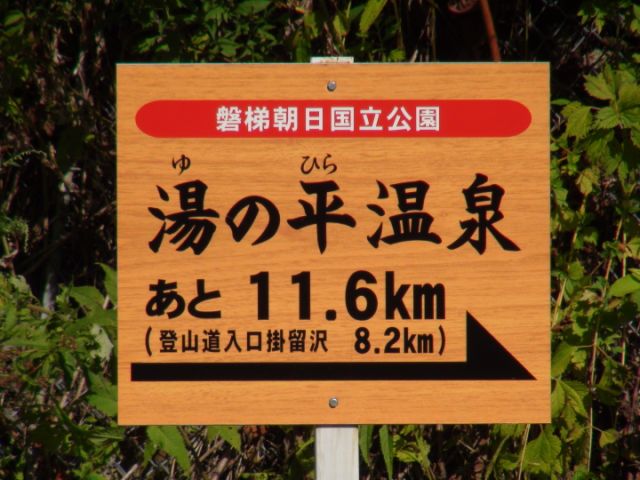 磐梯朝日国立公園
ゆ ひら
湯の平温泉
あと 11.6km
(登山道入口掛留沢 8.2km)